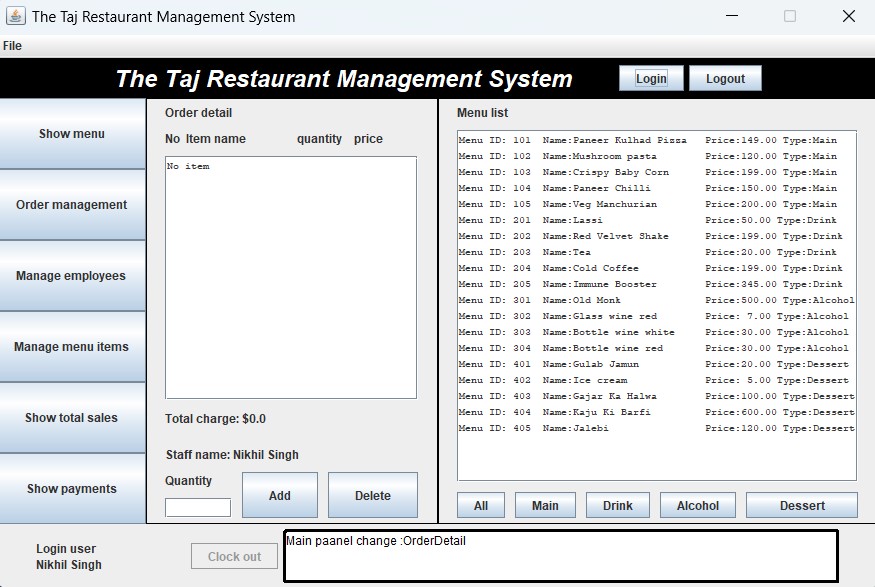 The Taj Restaurant Management System
File
The Taj Restaurant Management System
Login
Logout
Show menu
Order management
Manage employees
Manage menu items
Show total sales
Show payments
Order detail
No Item name quantity price
No item
Total charge: $0.0
Staff name: Nikhil Singh
Quantity
Add
Delete
Menu list
Menu ID: 101 Name:Paneer Kulhad Pizza Price:149.00 Type:Main
Menu ID: 102 Name:Mushroom pasta Price:120.00 Type:Main
Menu ID: 103 Name:Crispy Baby Corn Price:199.00 Type:Main
Menu ID: 104 Name:Paneer Chilli Price:150.00 Type:Main
Menu ID: 105 Name:Veg Manchurian Price:200.00 Type:Main
Menu ID: 201 Name:Lassi Price:50.00 Type:Drink
Menu ID: 202 Name:Red Velvet Shake Price:199.00 Type:Drink
Menu ID: 203 Name:Tea Price:20.00 Type:Drink
Menu ID: 204 Name:Cold Coffee Price:199.00 Type:Drink
Menu ID: 205 Name:Immune Booster Price:345.00 Type:Drink
Menu ID: 301 Name:Old Monk Price:500.00 Type:Alcohol
Menu ID: 302 Name:Glass wine red Price: 7.00 Type:Alcohol
Menu ID: 303 Name:Bottle wine white Price:30.00 Type:Alcohol
Menu ID: 304 Name:Bottle wine red Price:30.00 Type:Alcohol
Menu ID: 401 Name:Gulab Jamun Price:20.00 Type:Dessert
Menu ID: 402 Name:Ice cream Price: 5.00 Type:Dessert
Menu ID: 403 Name:Gajar Ka Halwa Price:100.00 Type:Dessert
Menu ID: 404 Name:Kaju Ki Barfi Price:600.00 Type:Dessert
Menu ID: 405 Name:Jalebi Price:120.00 Type:Dessert
All
Main
Drink
Alcohol
Dessert
Login user
Nikhil Singh
Clock out
Main paanel change :OrderDetail